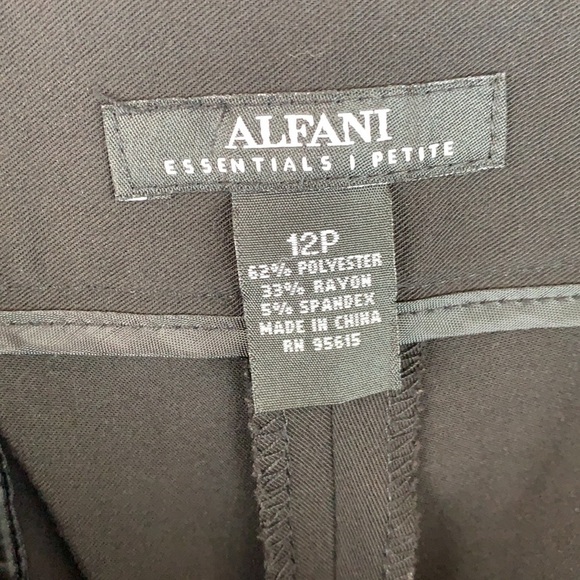 ALFANI
ESSENTIALS | PETITE
12P
62% POLYESTER
33% RAYON
5% SPANDEX
MADE IN CHINA
RN 95615